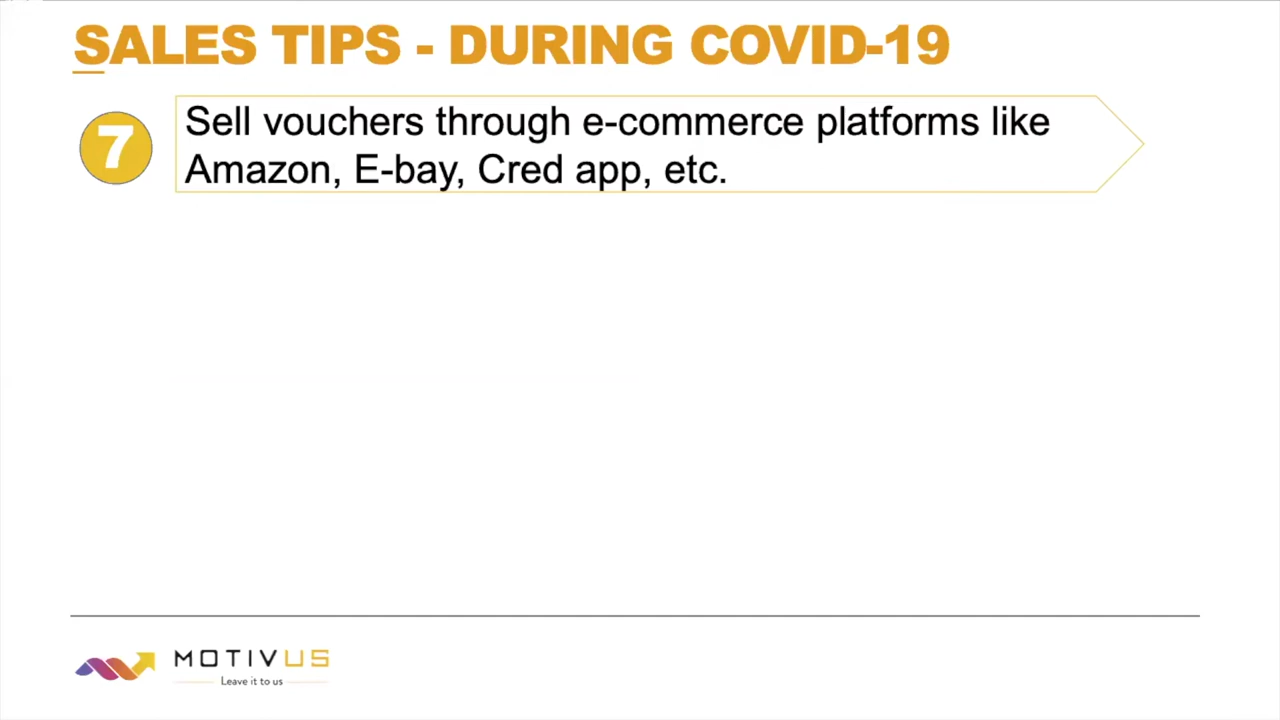 SALES TIPS - DURING COVID-19
7
Sell vouchers through e-commerce platforms like
Amazon, E-bay, Cred app, etc.
MOTIVUS
Leave it to us